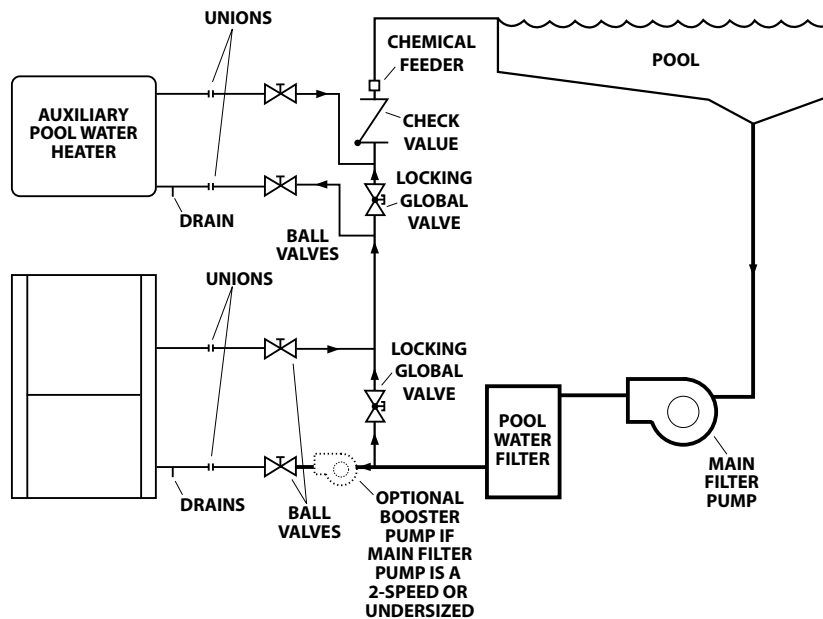 UNIONS
CHEMICAL
FEEDER
POOL
AUXILIARY
POOL WATER
HEATER
CHECK
VALUE
LOCKING
GLOBAL
VALVE
DRAIN
BALL
VALVES
UNIONS
LOCKING
GLOBAL
VALVE
POOL
WATER
FILTER
MAIN
FILTER
PUMP
DRAINS
BALL
VALVES
OPTIONAL
BOOSTER
PUMP IF
MAIN FILTER
PUMP IS A
2-SPEED OR
UNDERSIZED